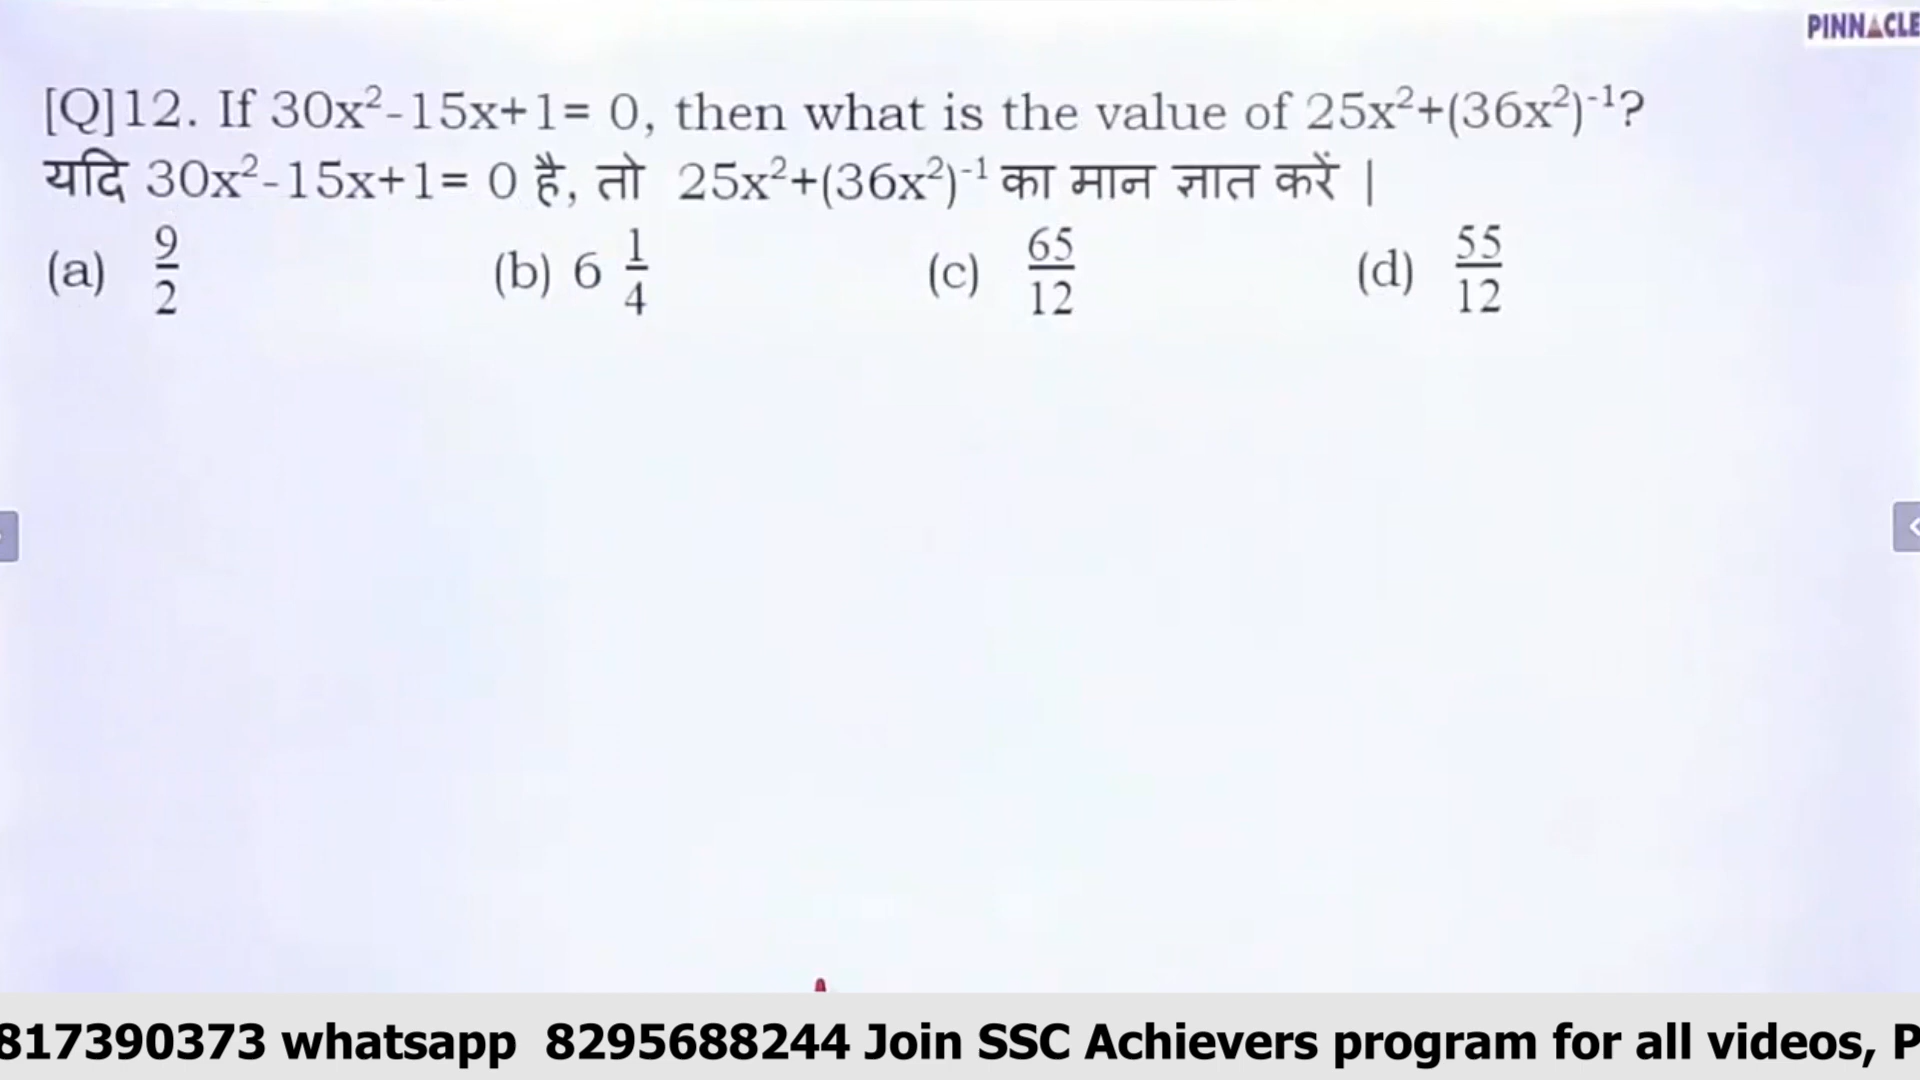 PINNACLE
[Q]12. If 30x²-15x+1= 0, then what is the value of 25x²+(36x²)⁻¹?
यदि 30x²-15x+1= 0 है, तो 25x²+(36x²)⁻¹ का मान ज्ञात करें |
(a) 9/2 (b) 6 1/4 (c) 65/12 (d) 55/12
817390373 whatsapp 8295688244 Join SSC Achievers program for all videos, P